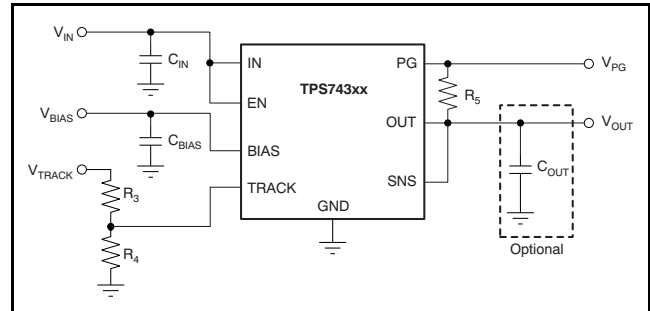 V_IN
C_IN
IN
EN
V_BIAS
C_BIAS
BIAS
V_TRACK
R_3
TRACK
R_4
TPS743xx
GND
PG
V_PG
R_5
OUT
V_OUT
SNS
C_OUT
Optional